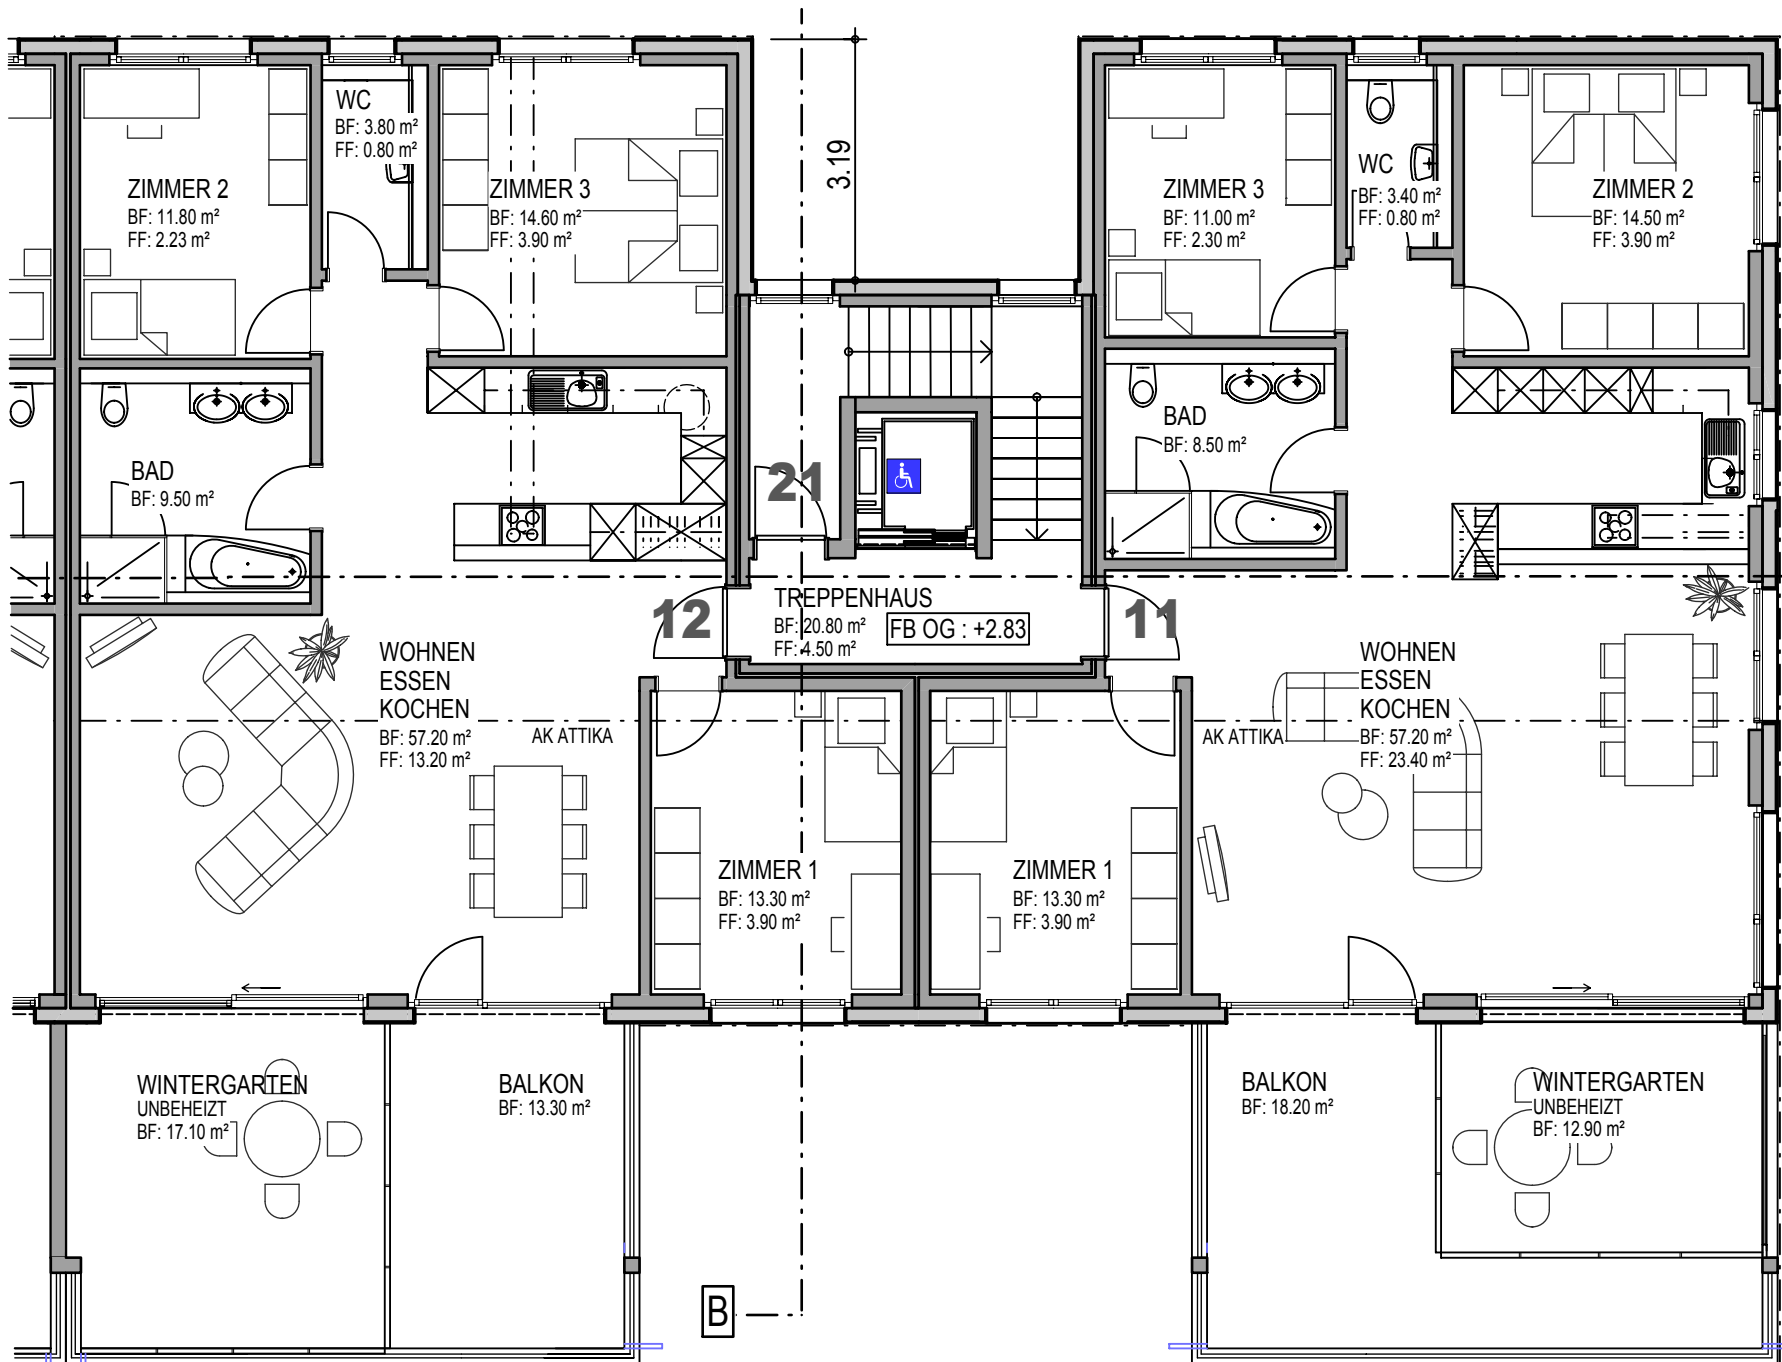 WC
BF: 3.80 m²
FF: 0.80 m²
ZIMMER 2
BF: 11.80 m²
FF: 2.23 m²
ZIMMER 3
BF: 14.60 m²
FF: 3.90 m²
3.19
ZIMMER 3
BF: 11.00 m²
FF: 2.30 m²
WC
BF: 3.40 m²
FF: 0.80 m²
ZIMMER 2
BF: 14.50 m²
FF: 3.90 m²
BAD
BF: 9.50 m²
21
BAD
BF: 8.50 m²
12
TREPPENHAUS
BF: 20.80 m²
FF: 4.50 m²
FB OG : +2.83
11
WOHNEN
ESSEN
KOCHEN
BF: 57.20 m²
FF: 13.20 m²
AK ATTIKA
AK ATTIKA
WOHNEN
ESSEN
KOCHEN
BF: 57.20 m²
FF: 23.40 m²
ZIMMER 1
BF: 13.30 m²
FF: 3.90 m²
ZIMMER 1
BF: 13.30 m²
FF: 3.90 m²
WINTERGARTEN
UNBEHEIZT
BF: 17.10 m²
BALKON
BF: 13.30 m²
BALKON
BF: 18.20 m²
WINTERGARTEN
UNBEHEIZT
BF: 12.90 m²
B